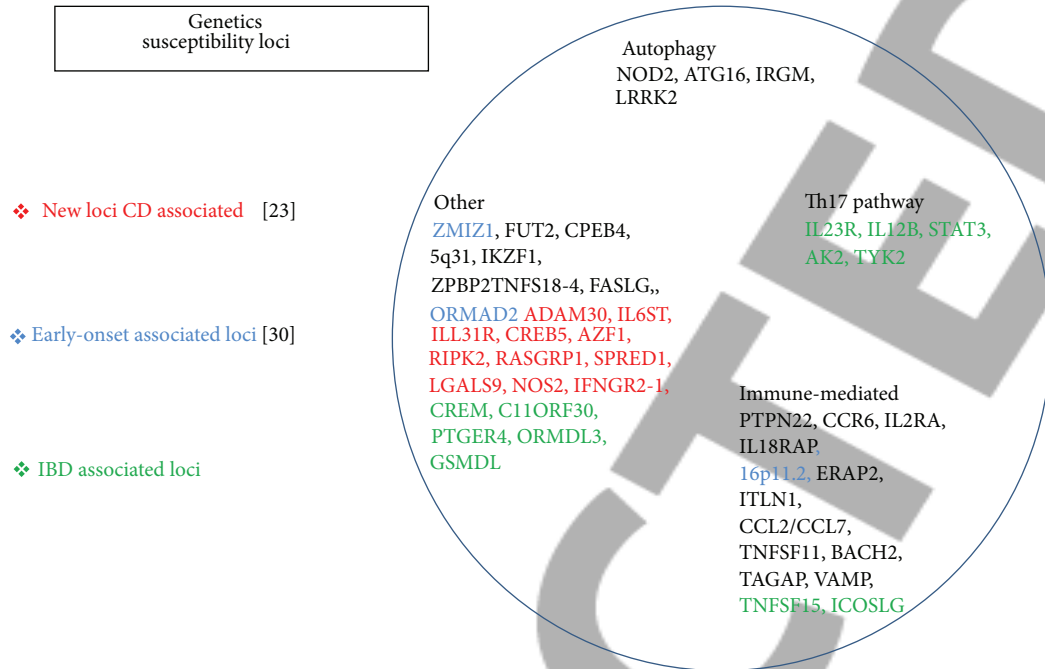 Genetics
susceptibility loci
❖ New loci CD associated [23]
❖ Early-onset associated loci [30]
❖ IBD associated loci
Autophagy
NOD2, ATG16, IRGM,
LRRK2
Other
ZMIZ1, FUT2, CPEB4,
5q31, IKZF1,
ZPBP2TNFS18-4, FASLG,,
ORMAD2 ADAM30, IL6ST,
ILL31R, CREB5, AZF1,
RIPK2, RASGRP1, SPRED1,
LGALS9, NOS2, IFNGR2-1,
CREM, C11ORF30,
PTGER4, ORMDL3,
GSMDL
Th17 pathway
IL23R, IL12B, STAT3,
AK2, TYK2
Immune-mediated
PTPN22, CCR6, IL2RA,
IL18RAP,
16p11.2, ERAP2,
ITLN1,
CCL2/CCL7,
TNFSF11, BACH2,
TAGAP, VAMP,
TNFSF15, ICOSLG